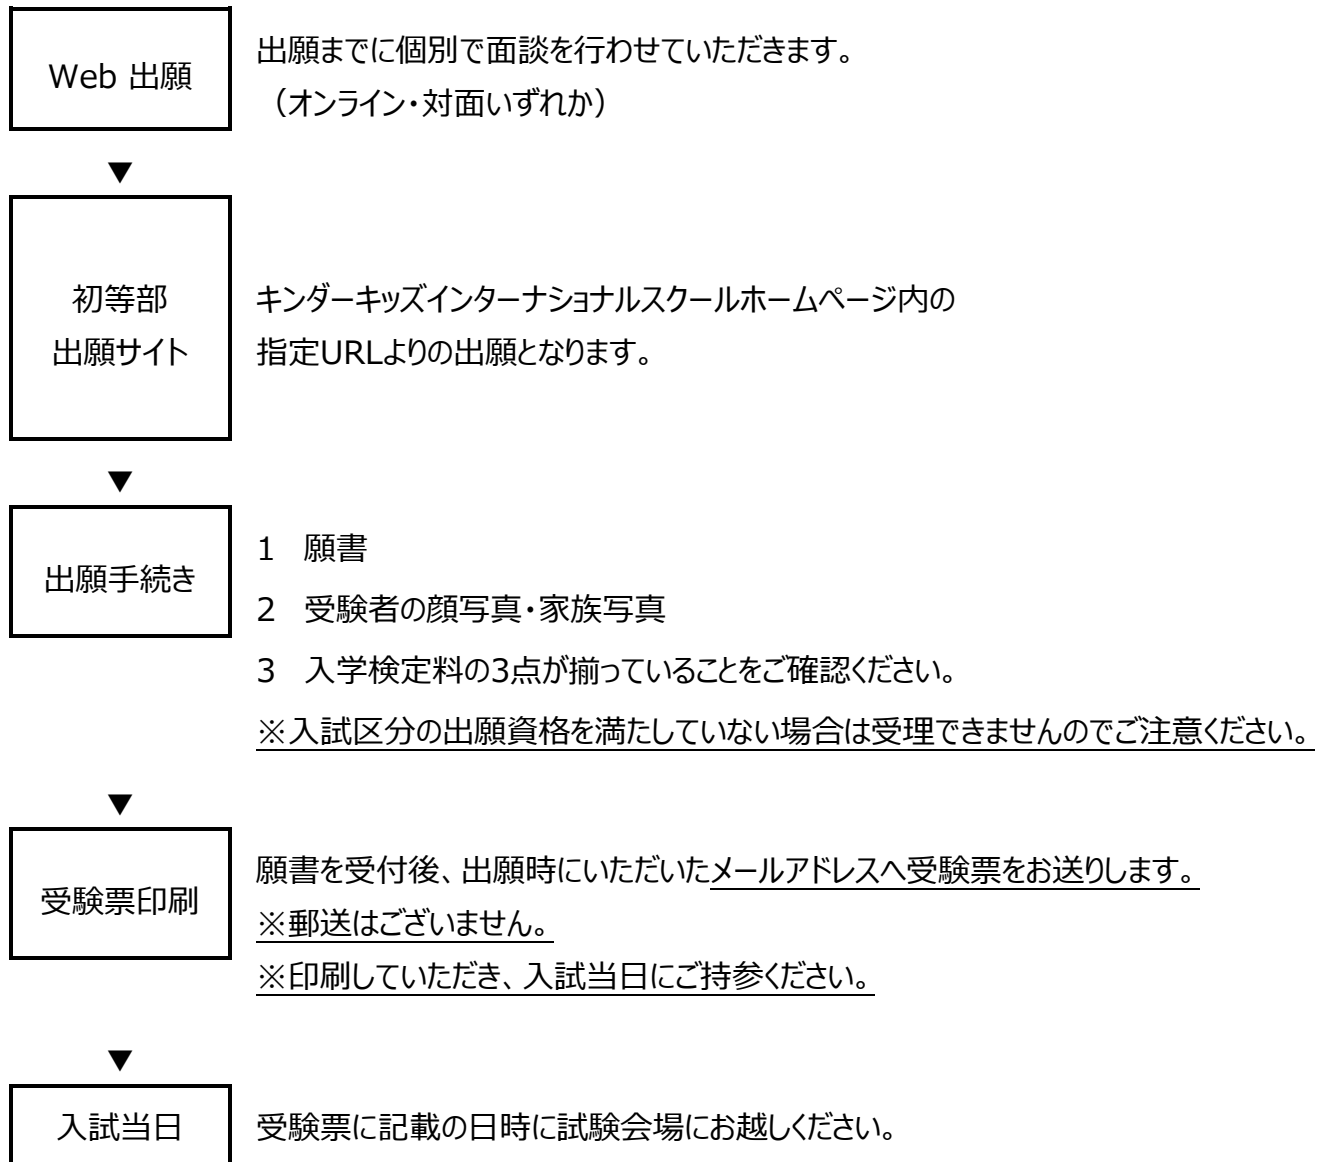 Web 出願
出願までに個別で面談を行わせていただきます。
（オンライン・対面いずれか）
▼
初等部
出願サイト
キンダーキッズインターナショナルスクールホームページ内の
指定URLよりの出願となります。
▼
出願手続き
1 願書
2 受験者の顔写真・家族写真
3 入学検定料の3点が揃っていることをご確認ください。
※入試区分の出願資格を満たしていない場合は受理できませんのでご注意ください。
▼
受験票印刷
願書を受付後、出願時にいただいたメールアドレスへ受験票をお送りします。
※郵送はございません。
※印刷していただき、入試当日にご持参ください。
▼
入試当日
受験票に記載の日時に試験会場にお越しください。